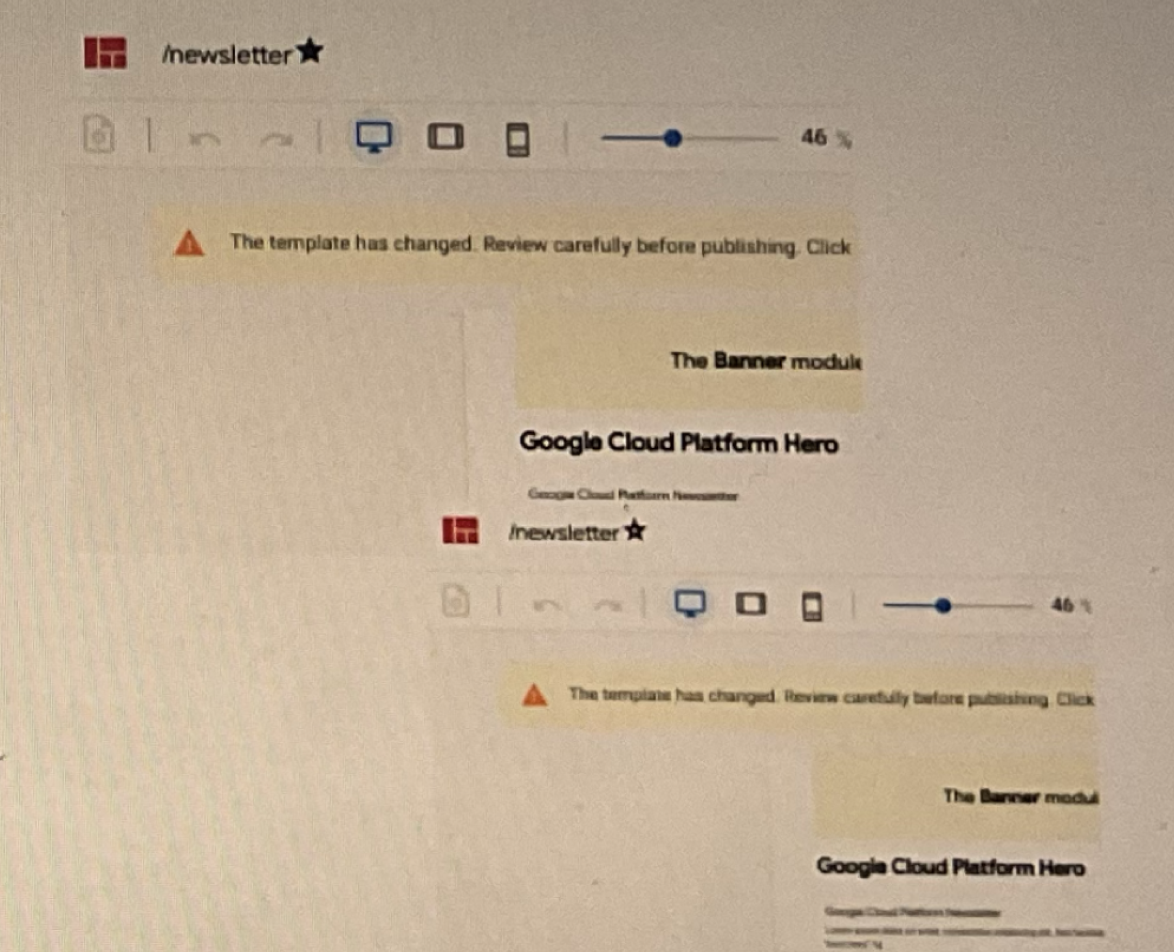 /newsletter
46 %
The template has changed. Review carefully before publishing. Click
The Banner module
Google Cloud Platform Hero
Google Cloud Platform Newsletter
/newsletter
46 %
The template has changed. Review carefully before publishing. Click
The Banner modul
Google Cloud Platform Hero
Google Cloud Platform Newsletter